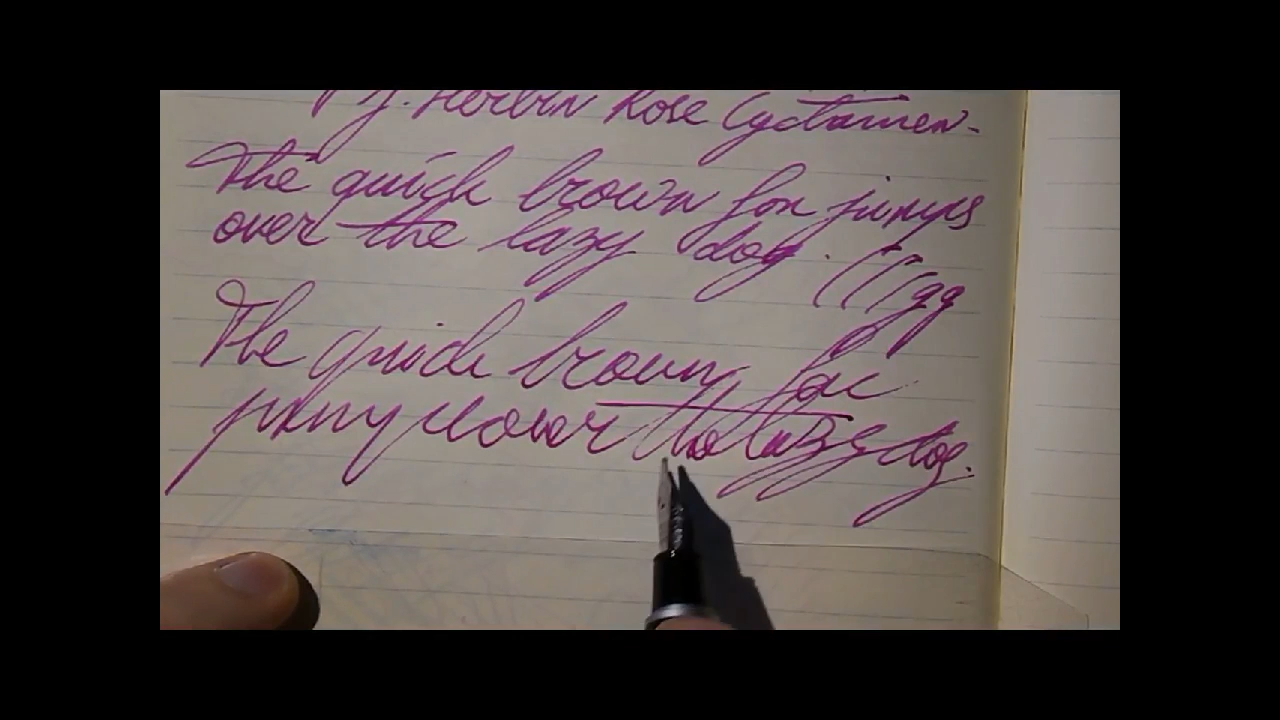 J. Herbin Rose Cyclamen.
The quick brown fox jumps
over the lazy dog. (((gg
The quick brown fox
jumps over the lazy dog.